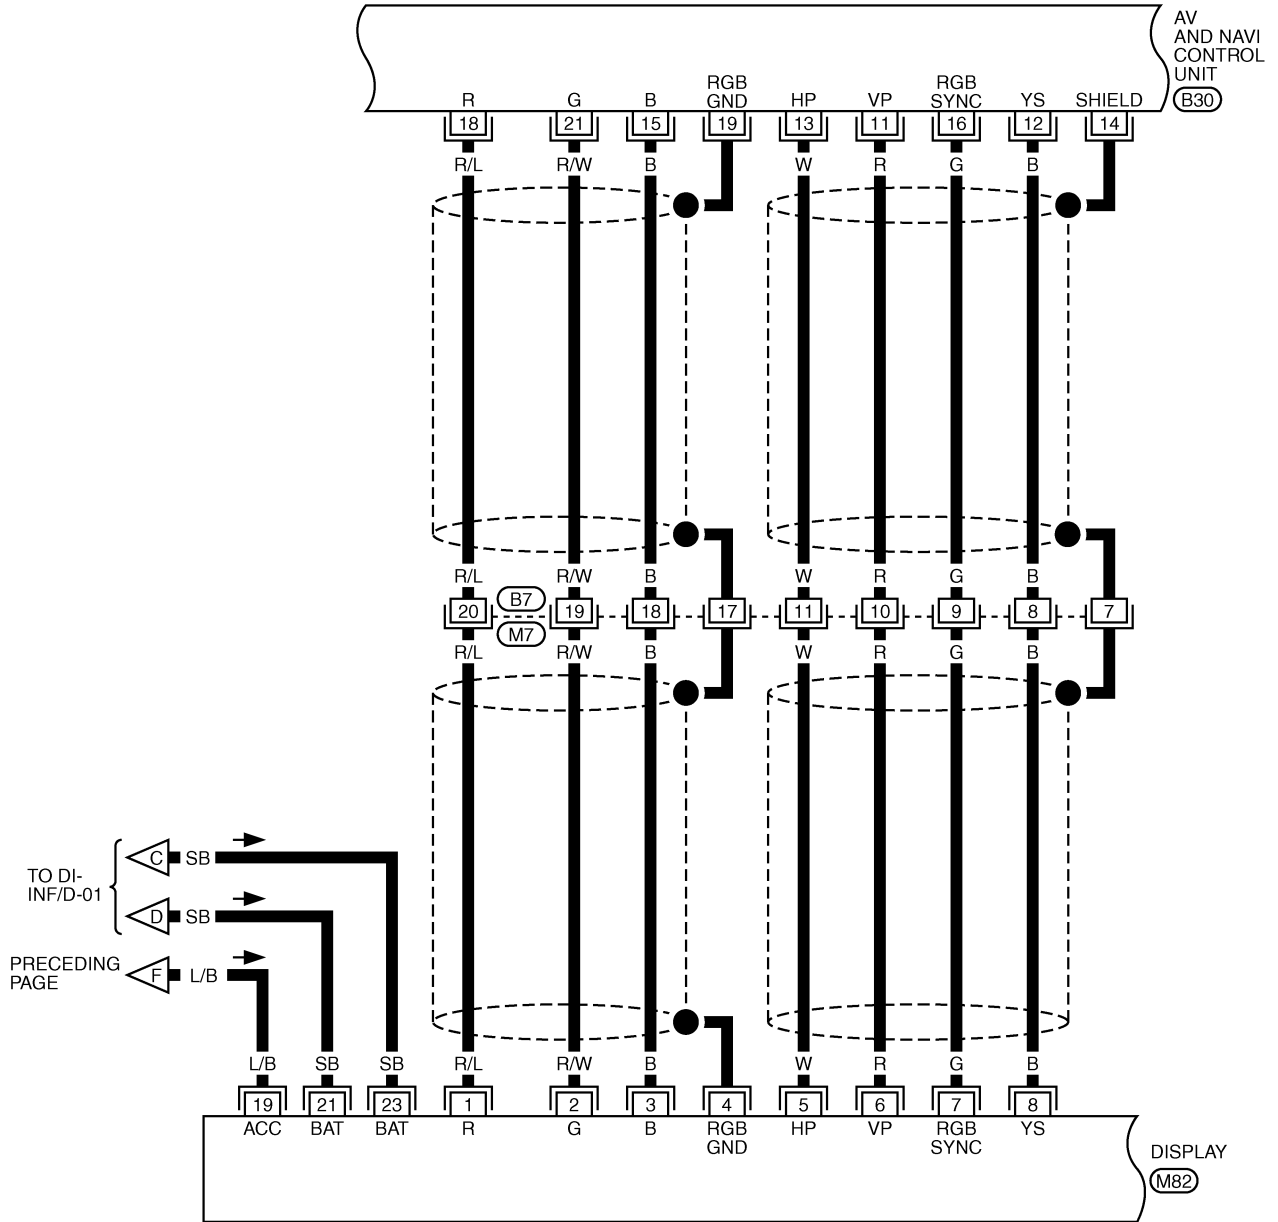 AV
AND NAVI
CONTROL
UNIT
B30
R G B RGB GND HP VP RGB SYNC YS SHIELD
18 21 15 19 13 11 16 12 14
R/L R/W B W R G B
R/L R/W B W R G B
B7
20 19 18 17 11 10 9 8 7
M7
R/L R/W B W R G B
TO DI-
INF/D-01
C SB
D SB
PRECEDING
PAGE
F L/B
L/B SB SB R/L R/W B W R G B
19 21 23 1 2 3 4 5 6 7 8
ACC BAT BAT R G B RGB GND HP VP RGB SYNC YS
DISPLAY
M82